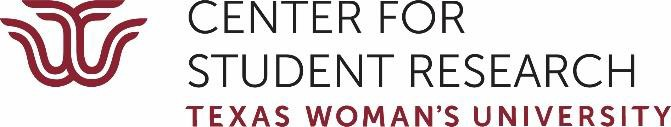 CENTER FOR
STUDENT RESEARCH
TEXAS WOMAN'S UNIVERSITY